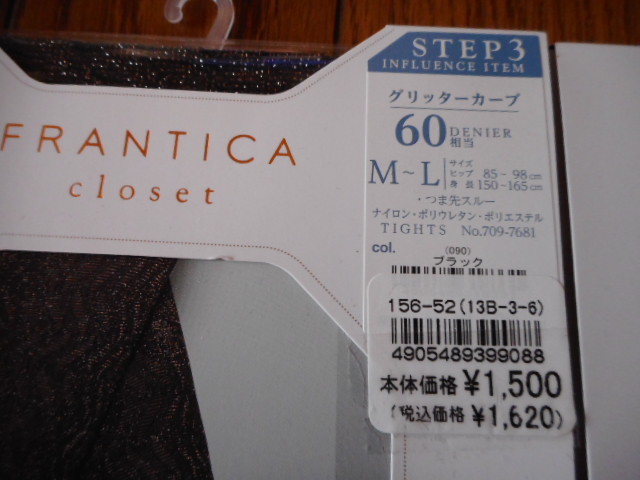 FRANTICA
closet
STEP 3
INFLUENCE ITEM
グリッターカーブ
60 DENIER 相当
M~L サイズ
ヒップ 85-98cm
身長 150-165cm
・つま先スルー
ナイロン・ポリウレタン・ポリエステル
TIGHTS No.709-7681
col. (090)
ブラック
156-52(13B-3-6)
4905489399088
本体価格 ¥1,500
(税込価格 ¥1,620)